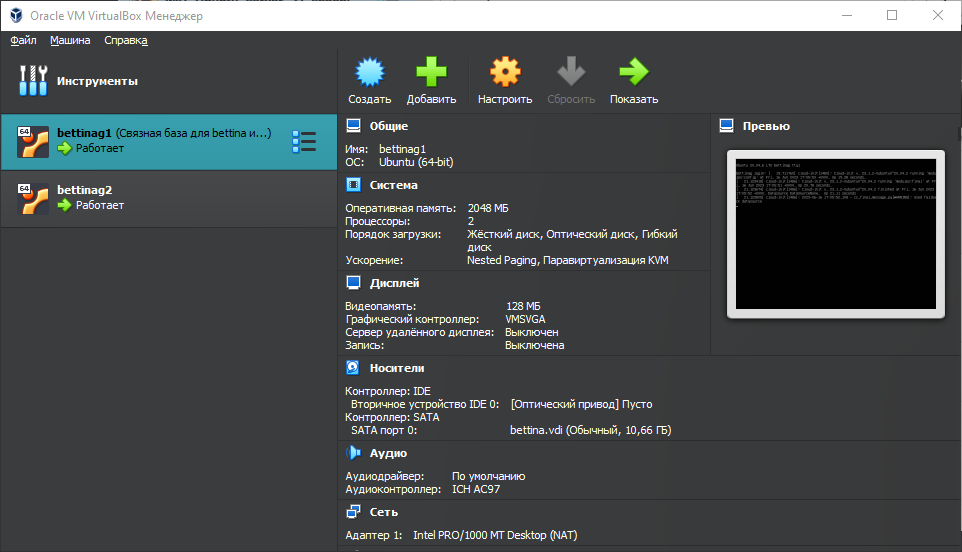 Oracle VM VirtualBox Менеджер
Файл Машина Справка
Инструменты
Создать Добавить Настроить Сбросить Показать
64 bettinag1 (Связная база для bettina и...)
Работает
64 bettinag2
Работает
Общие
Имя: bettinag1
ОС: Ubuntu (64-bit)
Система
Оперативная память: 2048 МБ
Процессоры: 2
Порядок загрузки: Жёсткий диск, Оптический диск, Гибкий
диск
Ускорение: Nested Paging, Паравиртуализация KVM
Дисплей
Видеопамять: 128 МБ
Графический контроллер: VMSVGA
Сервер удалённого дисплея: Выключен
Запись: Выключена
Превью
Носители
Контроллер: IDE
Вторичное устройство IDE 0: [Оптический привод] Пусто
Контроллер: SATA
SATA порт 0: bettina.vdi (Обычный, 10,66 ГБ)
Аудио
Аудиодрайвер: По умолчанию
Аудиоконтроллер: ICH AC97
Сеть
Адаптер 1: Intel PRO/1000 MT Desktop (NAT)